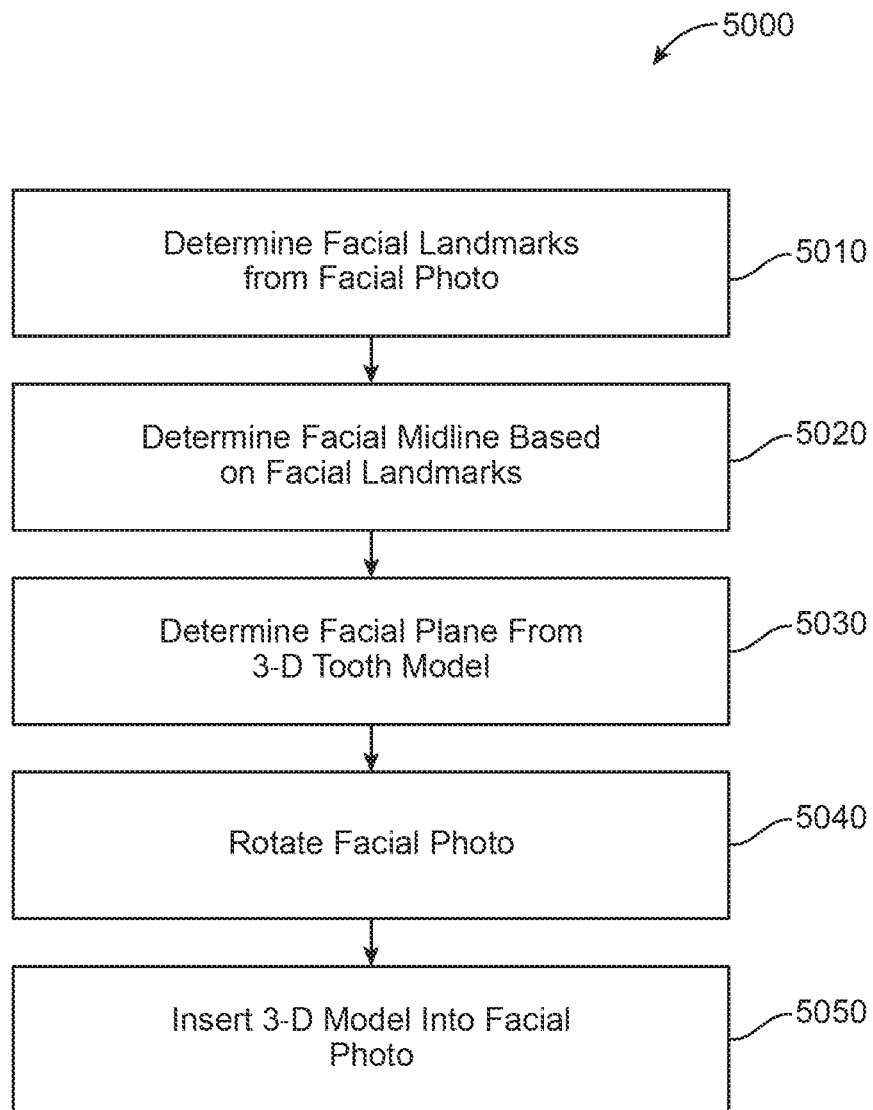 5000
Determine Facial Landmarks
from Facial Photo
5010
Determine Facial Midline Based
on Facial Landmarks
5020
Determine Facial Plane From
3-D Tooth Model
5030
Rotate Facial Photo
5040
Insert 3-D Model Into Facial
Photo
5050